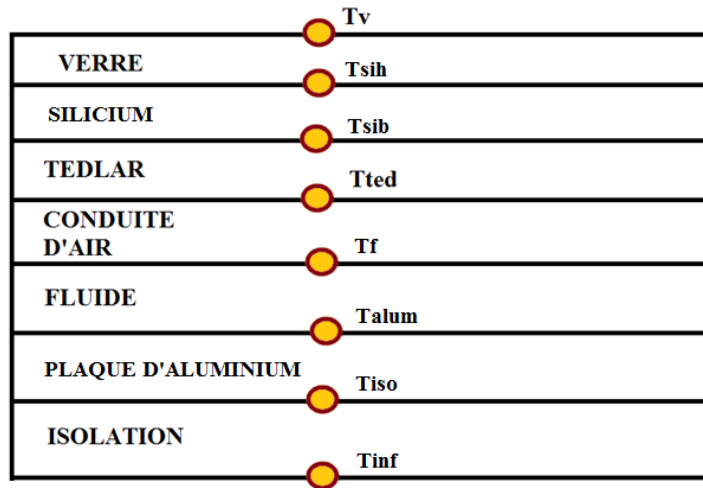 Tv
VERRE
Tsih
SILICIUM
Tsib
TEDLAR
Tted
CONDUITE
D'AIR
Tf
FLUIDE
Talum
PLAQUE D'ALUMINIUM
Tiso
ISOLATION
Tinf